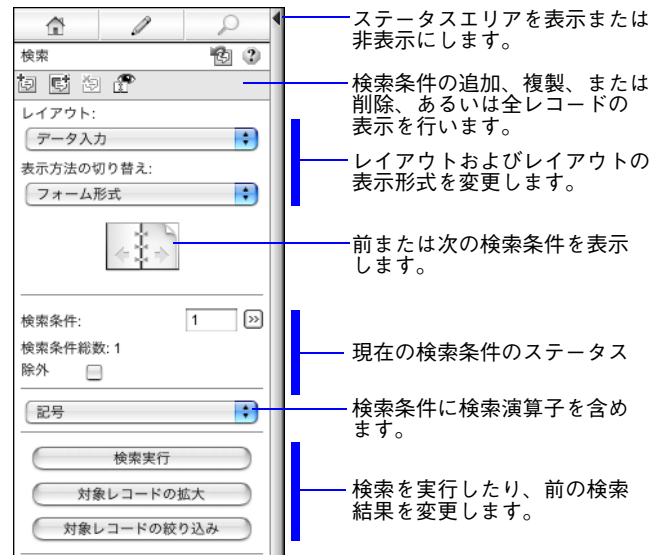 ステータスエリアを表示または
非表示にします。
検索
検索条件の追加、複製、または
削除、あるいは全レコードの
表示を行います。
レイアウト:
データ入力
レイアウトおよびレイアウトの
表示形式を変更します。
表示方法の切り替え:
フォーム形式
前または次の検索条件を表示
します。
検索条件: 1
検索条件総数: 1
除外
現在の検索条件のステータス
記号
検索条件に検索演算子を含め
ます。
検索実行
対象レコードの拡大
対象レコードの絞り込み
検索を実行したり、前の検索
結果を変更します。